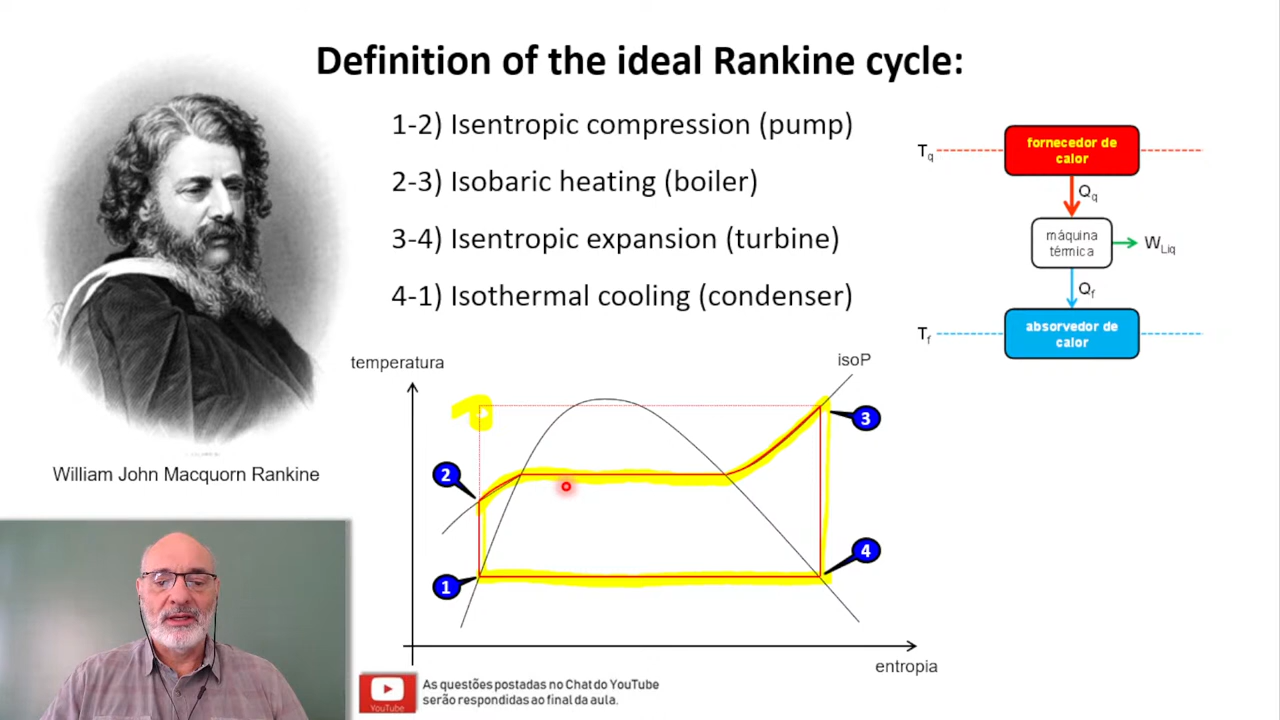 Definition of the ideal Rankine cycle:
1-2) Isentropic compression (pump)
2-3) Isobaric heating (boiler)
3-4) Isentropic expansion (turbine)
4-1) Isothermal cooling (condenser)
William John Macquorn Rankine
Tq
fornecedor de
calor
Qq
máquina
térmica
WLiq
Qf
Tf
absorvedor de
calor
temperatura
isoP
3
2
4
1
entropia
YouTube
As questões postadas no Chat do YouTube
serão respondidas ao final da aula.